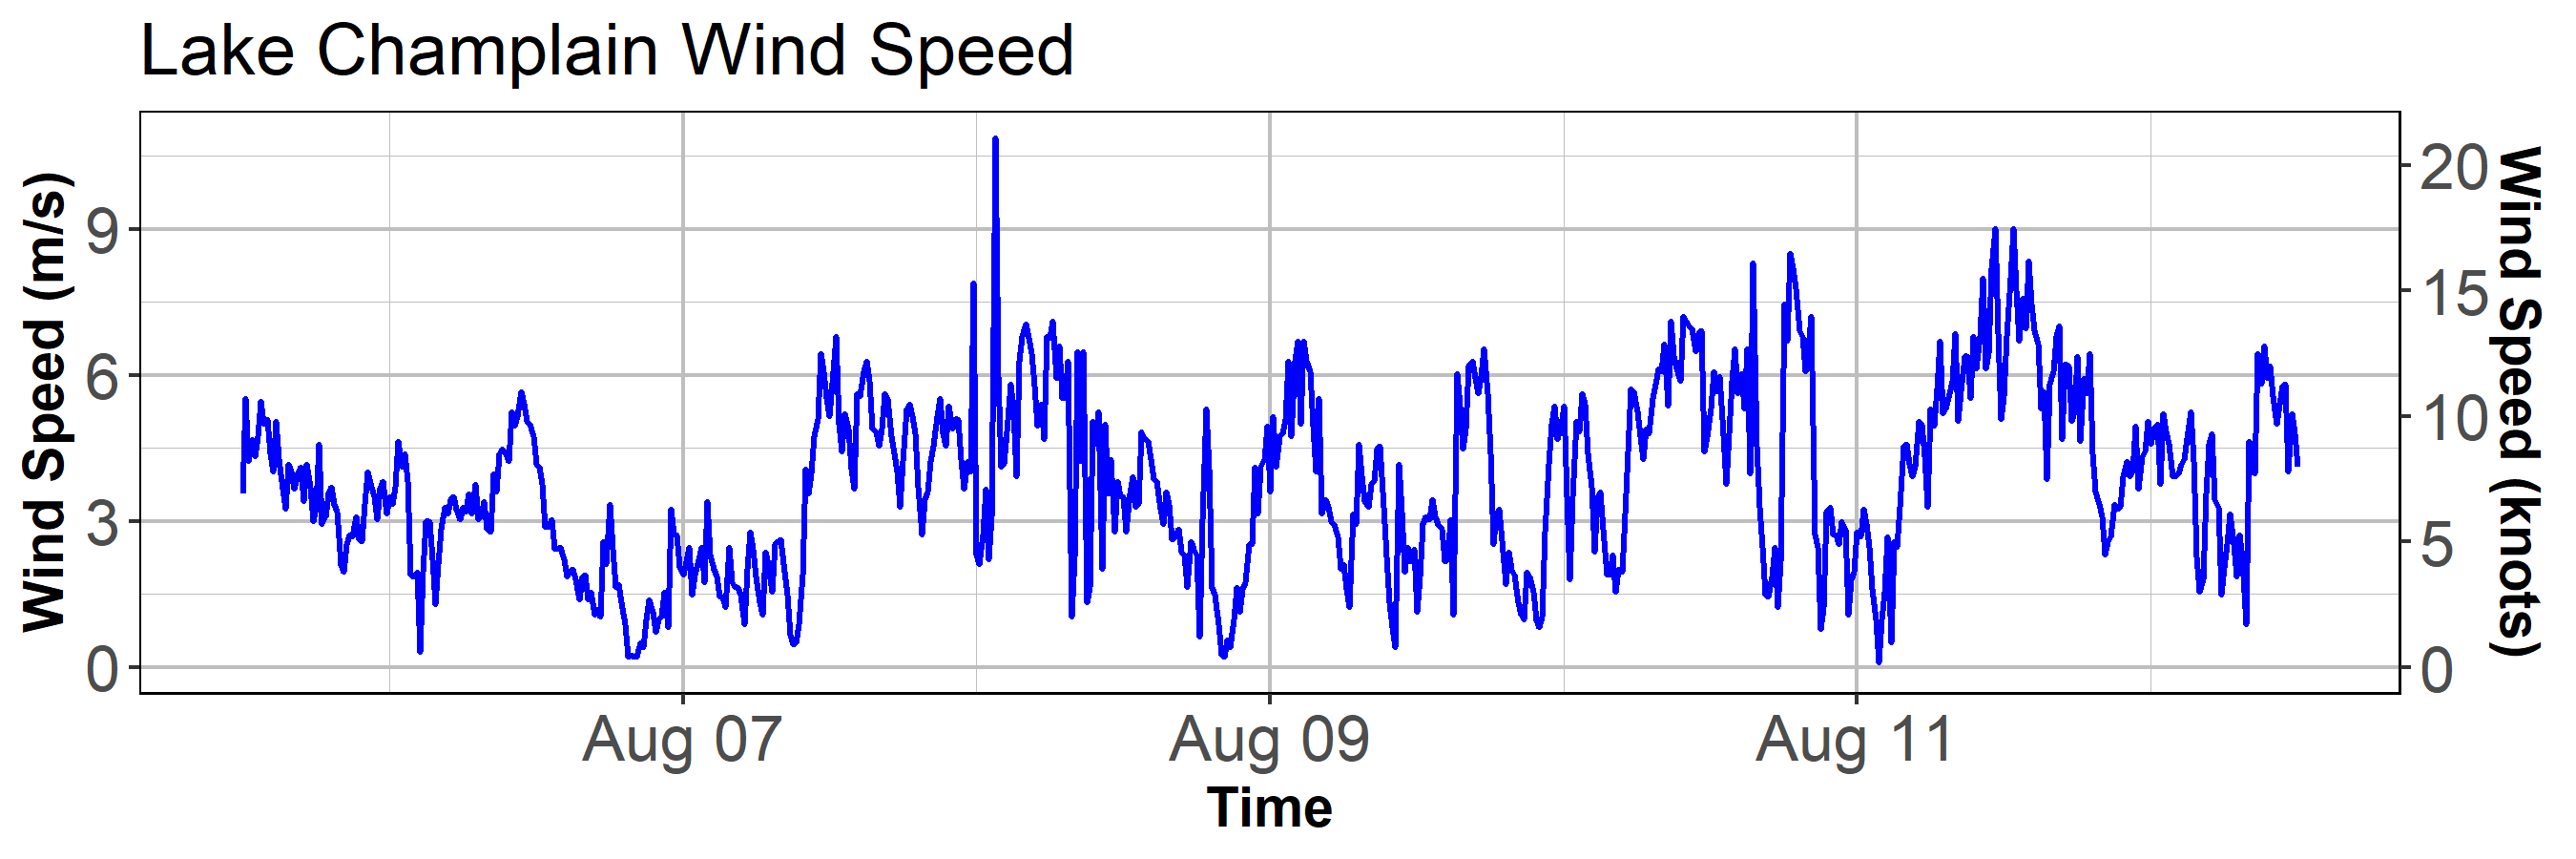 Lake Champlain Wind Speed
Wind Speed (m/s)
9
6
3
0
20
15
10
5
0
Wind Speed (knots)
Aug 07 Aug 09 Aug 11
Time